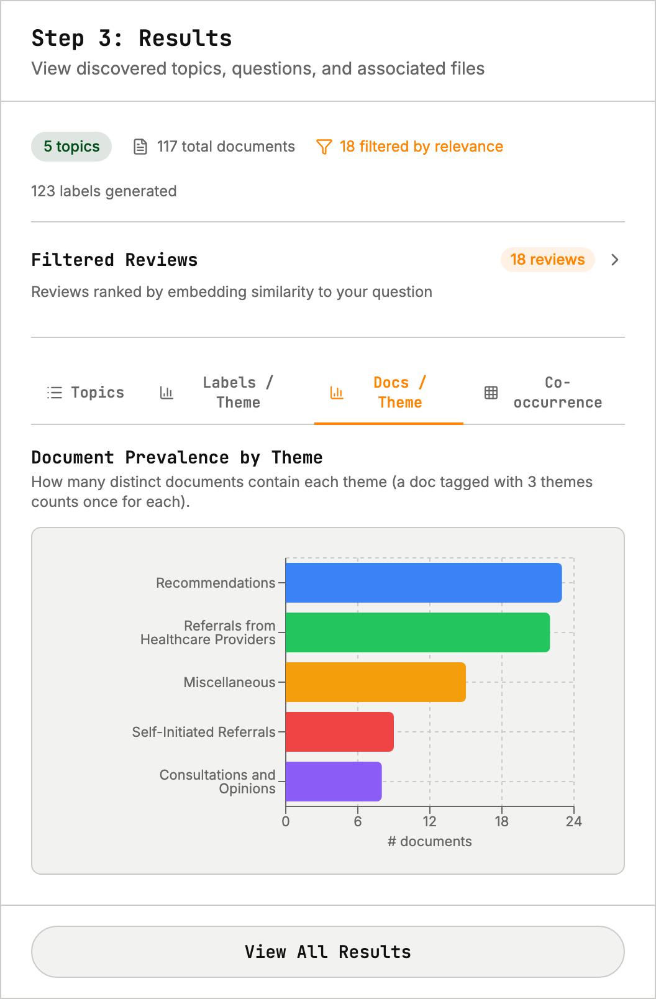 Step 3: Results
View discovered topics, questions, and associated files
5 topics
117 total documents
18 filtered by relevance
123 labels generated
Filtered Reviews
18 reviews
Reviews ranked by embedding similarity to your question
Topics
Labels /
Theme
Docs /
Theme
Co-
occurrence
Document Prevalence by Theme
How many distinct documents contain each theme (a doc tagged with 3 themes
counts once for each).
Recommendations
Referrals from
Healthcare Providers
Miscellaneous
Self-Initiated Referrals
Consultations and
Opinions
0 6 12 18 24
# documents
View All Results